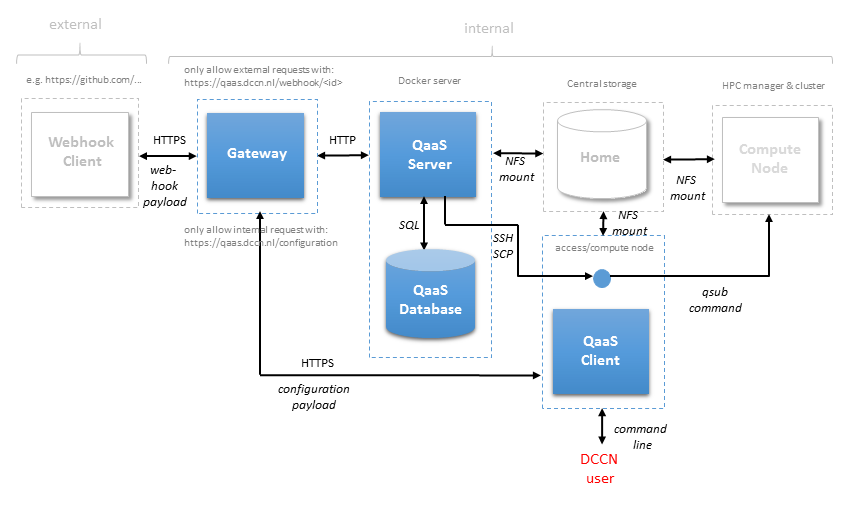 external
internal
e.g. https://github.com/...
only allow external requests with:
https://qaas.dccn.nl/webhook/<id>
Docker server
Central storage
HPC manager & cluster
Webhook
Client
HTTPS
web-
hook
payload
Gateway
HTTP
QaaS
Server
NFS
mount
Home
NFS
mount
Compute
Node
only allow internal request with:
https://qaas.dccn.nl/configuration
SQL
SSH
SCP
NFS
mount
access/compute node
QaaS
Database
qsub
command
QaaS
Client
HTTPS
configuration
payload
command
line
DCCN
user